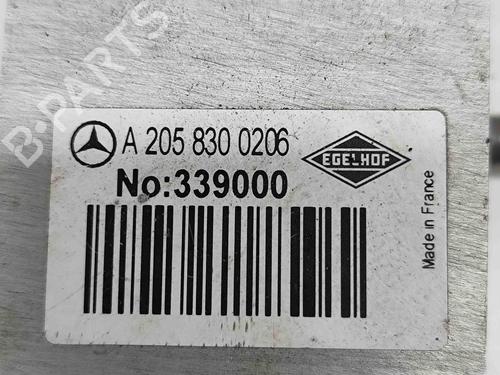 B-PARTS
A 205 830 0206
EGELHOF
No:339000
Made in France